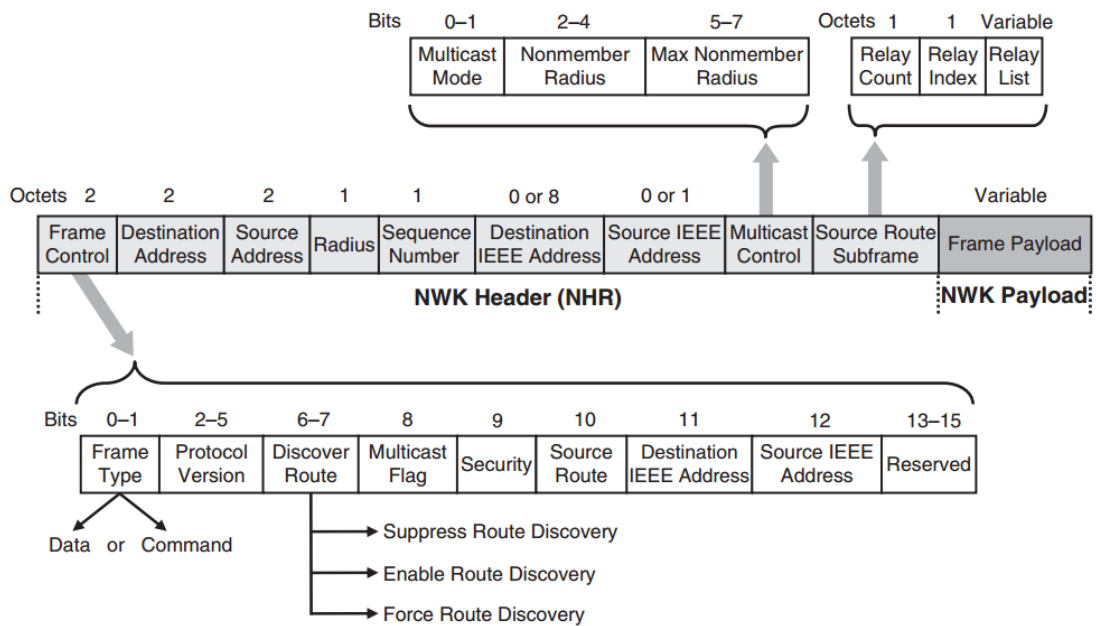 Bits 0–1 2–4 5–7
Octets 1 1 Variable
Multicast Mode Nonmember Radius Max Nonmember Radius
Relay Count Relay Index Relay List
Octets 2 2 2 1 1 0 or 8 0 or 1 Variable
Frame Control Destination Address Source Address Radius Sequence Number Destination IEEE Address Source IEEE Address Multicast Control Source Route Subframe Frame Payload
NWK Header (NHR) NWK Payload
Bits 0–1 2–5 6–7 8 9 10 11 12 13–15
Frame Type Protocol Version Discover Route Multicast Flag Security Source Route Destination IEEE Address Source IEEE Address Reserved
Data or Command
Suppress Route Discovery
Enable Route Discovery
Force Route Discovery